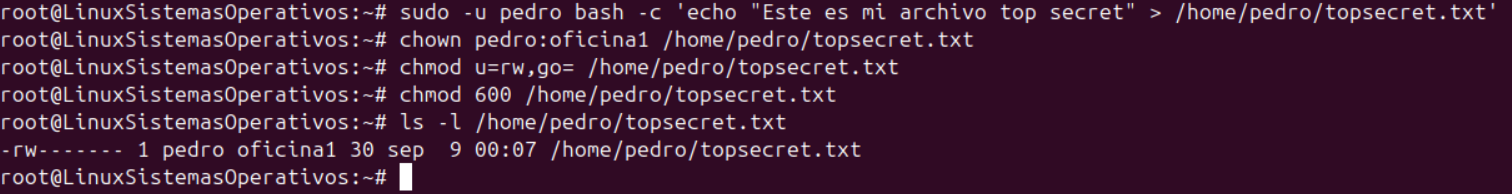 root@LinuxSistemasOperativos:~# sudo -u pedro bash -c 'echo "Este es mi archivo top secret" > /home/pedro/topsecret.txt'
root@LinuxSistemasOperativos:~# chown pedro:oficina1 /home/pedro/topsecret.txt
root@LinuxSistemasOperativos:~# chmod u=rw,go= /home/pedro/topsecret.txt
root@LinuxSistemasOperativos:~# chmod 600 /home/pedro/topsecret.txt
root@LinuxSistemasOperativos:~# ls -l /home/pedro/topsecret.txt
-rw------- 1 pedro oficina1 30 sep  9 00:07 /home/pedro/topsecret.txt
root@LinuxSistemasOperativos:~#